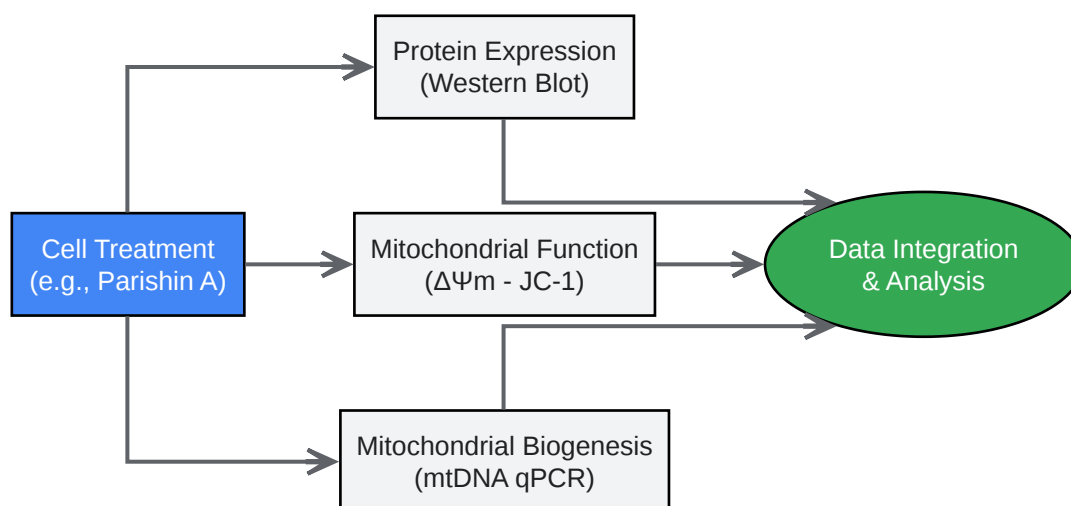 Protein Expression
(Western Blot)
Cell Treatment
(e.g., Parishin A)
Mitochondrial Function
(ΔΨm - JC-1)
Data Integration
& Analysis
Mitochondrial Biogenesis
(mtDNA qPCR)